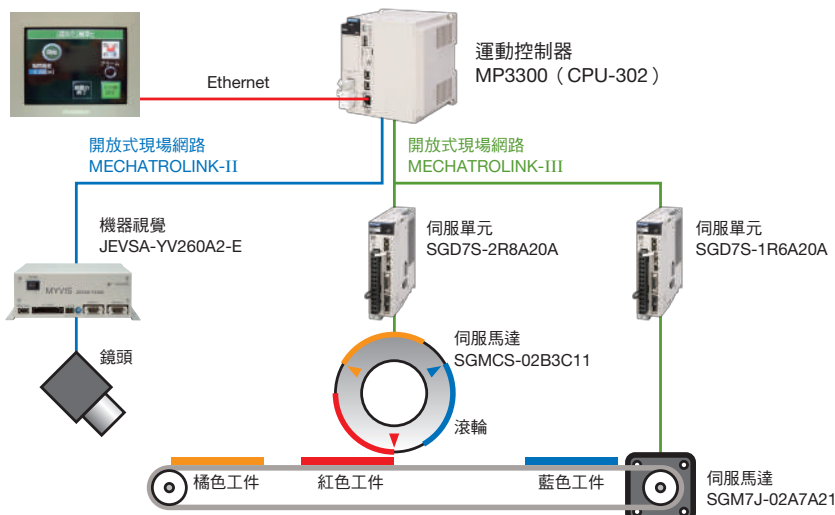 Ethernet
運動控制器
MP3300（CPU-302）
開放式現場網路
MECHATROLINK-II
開放式現場網路
MECHATROLINK-III
機器視覺
JEVSA-YV260A2-E
伺服單元
SGD7S-2R8A20A
伺服單元
SGD7S-1R6A20A
MYVIS
鏡頭
伺服馬達
SGMCS-02B3C11
滾輪
橘色工件
紅色工件
藍色工件
伺服馬達
SGM7J-02A7A21